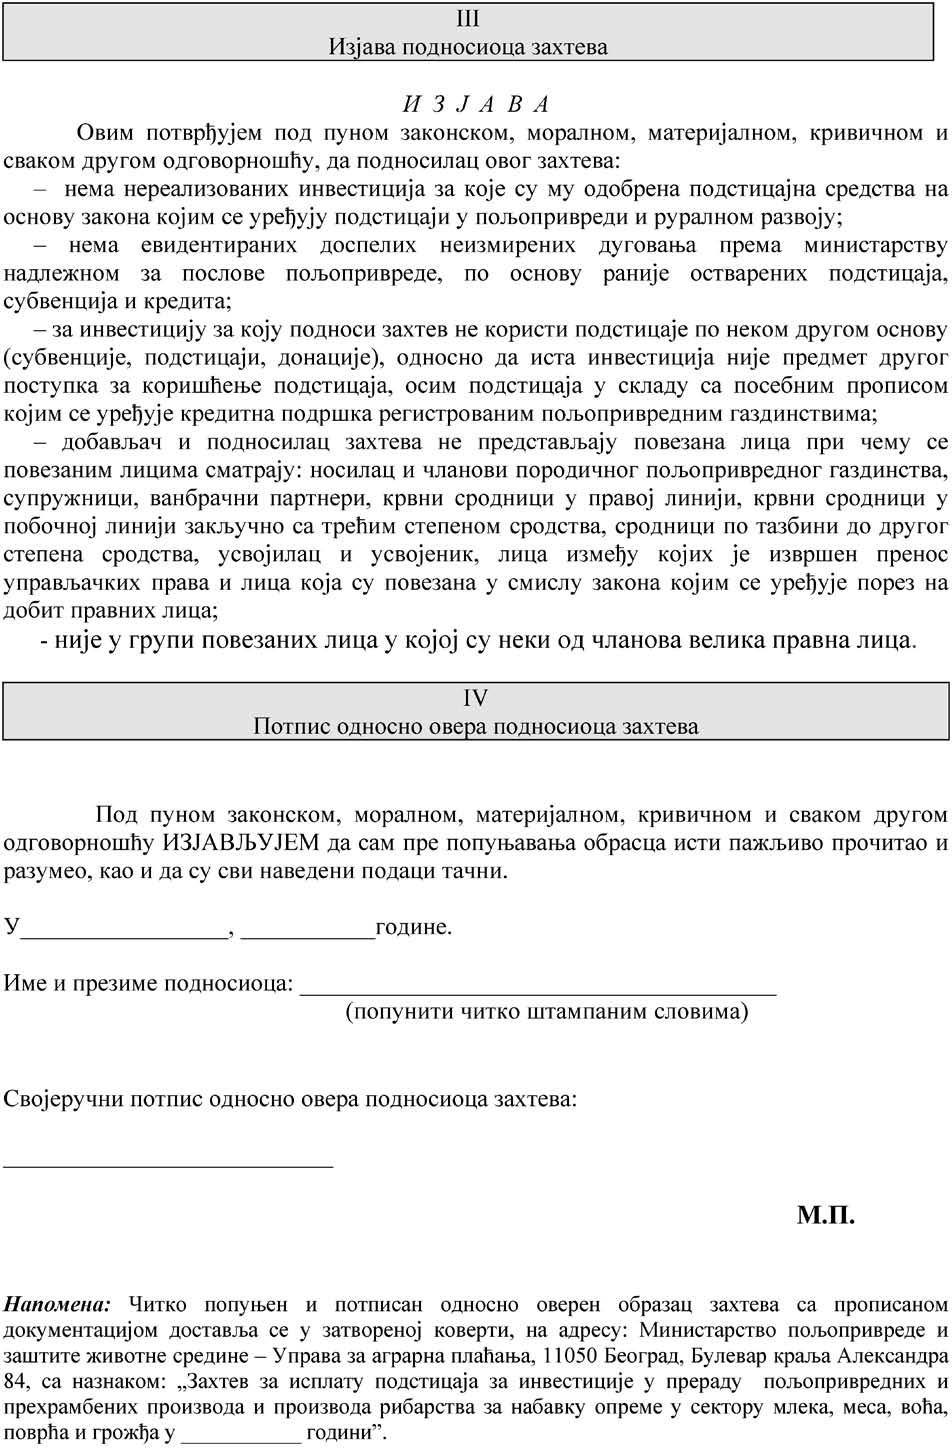 III
Изјава подносиоца захтева
И З Ј А В А
Овим потврђујем под пуном законском, моралном, материјалном, кривичном и
сваком другом одговорношћу, да подносилац овог захтева:
– нема нереализованих инвестиција за које су му одобрена подстицајна средства на
основу закона којим се уређују подстицаји у пољопривреди и руралном развоју;
– нема евидентираних доспелих неизмирених дуговања према министарству
надлежном за послове пољопривреде, по основу раније остварених подстицаја,
субвенција и кредита;
– за инвестицију за коју подноси захтев не користи подстицаје по неком другом основу
(субвенције, подстицаји, донације), односно да иста инвестиција није предмет другог
поступка за коришћење подстицаја, осим подстицаја у складу са посебним прописом
којим се уређује кредитна подршка регистрованим пољопривредним газдинствима;
– добављач и подносилац захтева не представљају повезана лица при чему се
повезаним лицима сматрају: носилац и чланови породичног пољопривредног газдинства,
супружници, ванбрачни партнери, крвни сродници у правој линији, крвни сродници у
побочној линији закључно са трећим степеном сродства, сродници по тазбини до другог
степена сродства, усвојилац и усвојеник, лица између којих је извршен пренос
управљачких права и лица која су повезана у смислу закона којим се уређује порез на
добит правних лица;
- није у групи повезаних лица у којој су неки од чланова велика правна лица.
IV
Потпис односно овера подносиоца захтева
Под пуном законском, моралном, материјалном, кривичном и сваком другом
одговорношћу ИЗЈАВЉУЈЕМ да сам пре попуњавања обрасца исти пажљиво прочитао и
разумео, као и да су сви наведени подаци тачни.
У_________________, ___________године.
Име и презиме подносиоца: _______________________________________
(попунити читко штампаним словима)
Својеручни потпис односно овера подносиоца захтева:
___________________________
М.П.
Напомена: Читко попуњен и потписан односно оверен образац захтева са прописаном
документацијом доставља се у затвореној коверти, на адресу: Министарство пољопривреде и
заштите животне средине – Управа за аграрна плаћања, 11050 Београд, Булевар краља Александра
84, са назнаком: „Захтев за исплату подстицаја за инвестиције у прераду пољопривредних и
прехрамбених производа и производа рибарства за набавку опреме у сектору млека, меса, воћа,
поврћа и грожђа у ___________ години”.